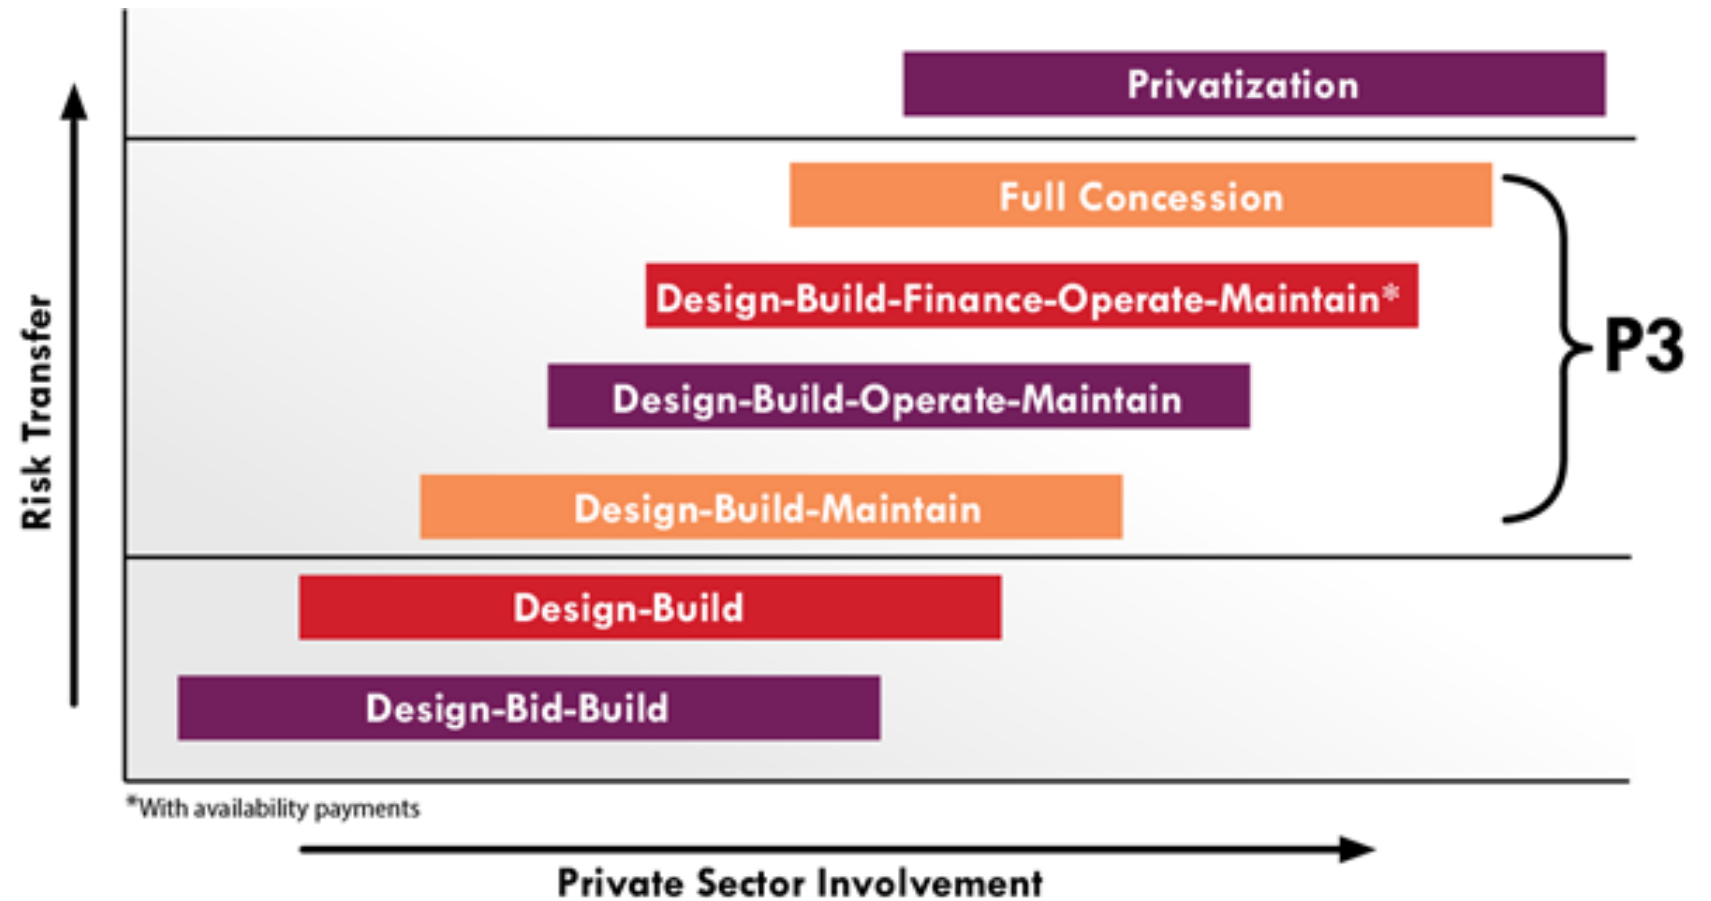 Privatization
Full Concession
Design-Build-Finance-Operate-Maintain*
P3
Design-Build-Operate-Maintain
Design-Build-Maintain
Design-Build
Design-Bid-Build
Risk Transfer
*With availability payments
Private Sector Involvement